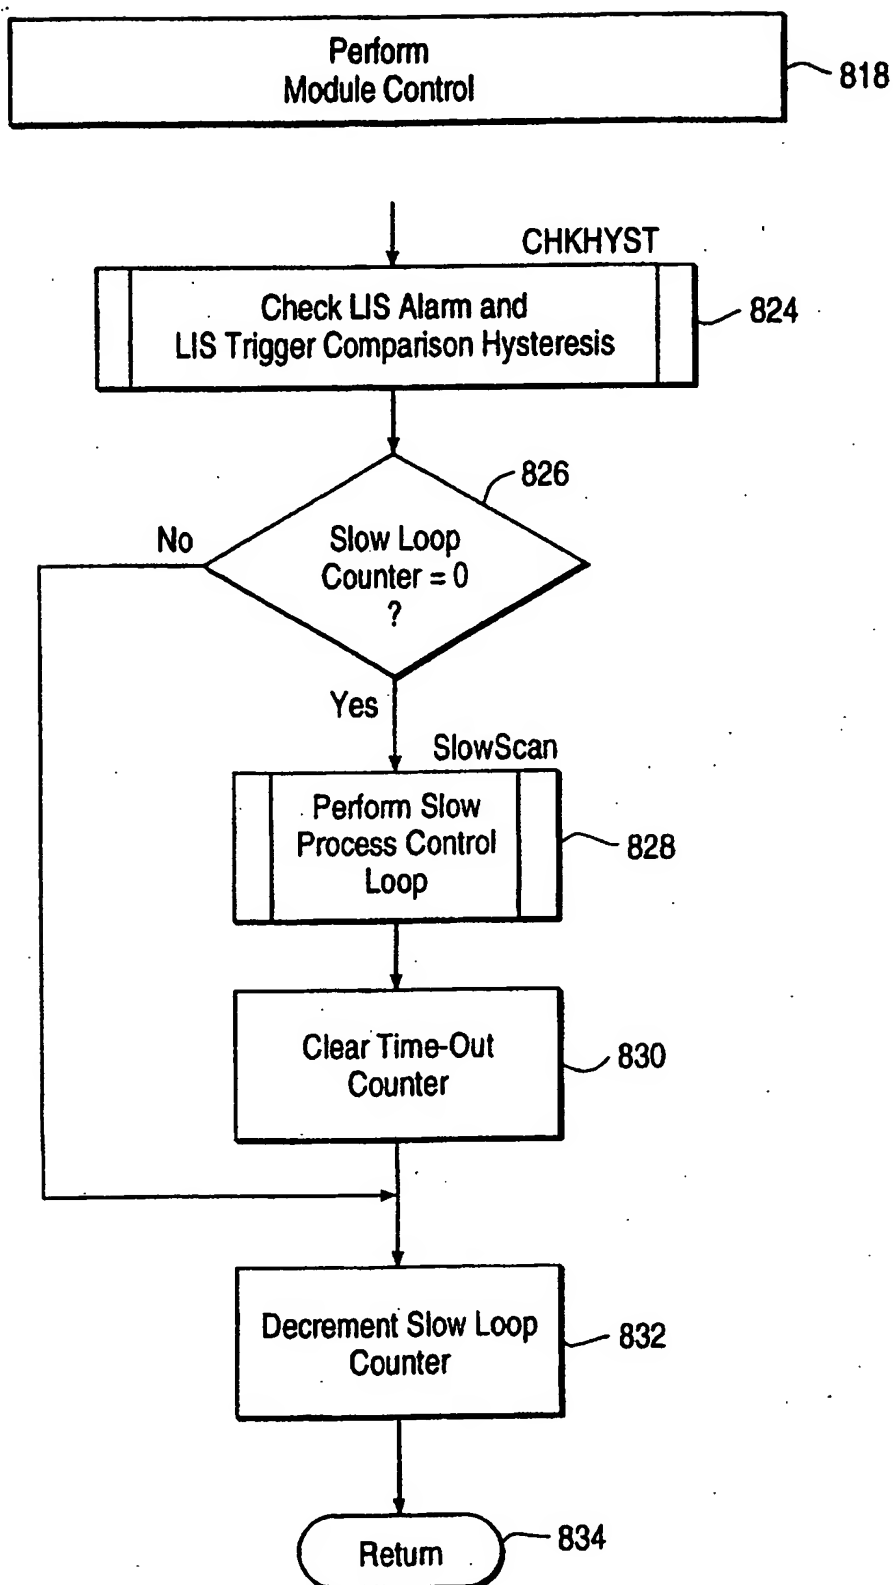 Perform
Module Control
818
CHKHYST
Check LIS Alarm and
LIS Trigger Comparison Hysteresis
824
826
No
Slow Loop
Counter = 0
?
Yes
SlowScan
Perform Slow
Process Control
Loop
828
Clear Time-Out
Counter
830
Decrement Slow Loop
Counter
832
Return
834